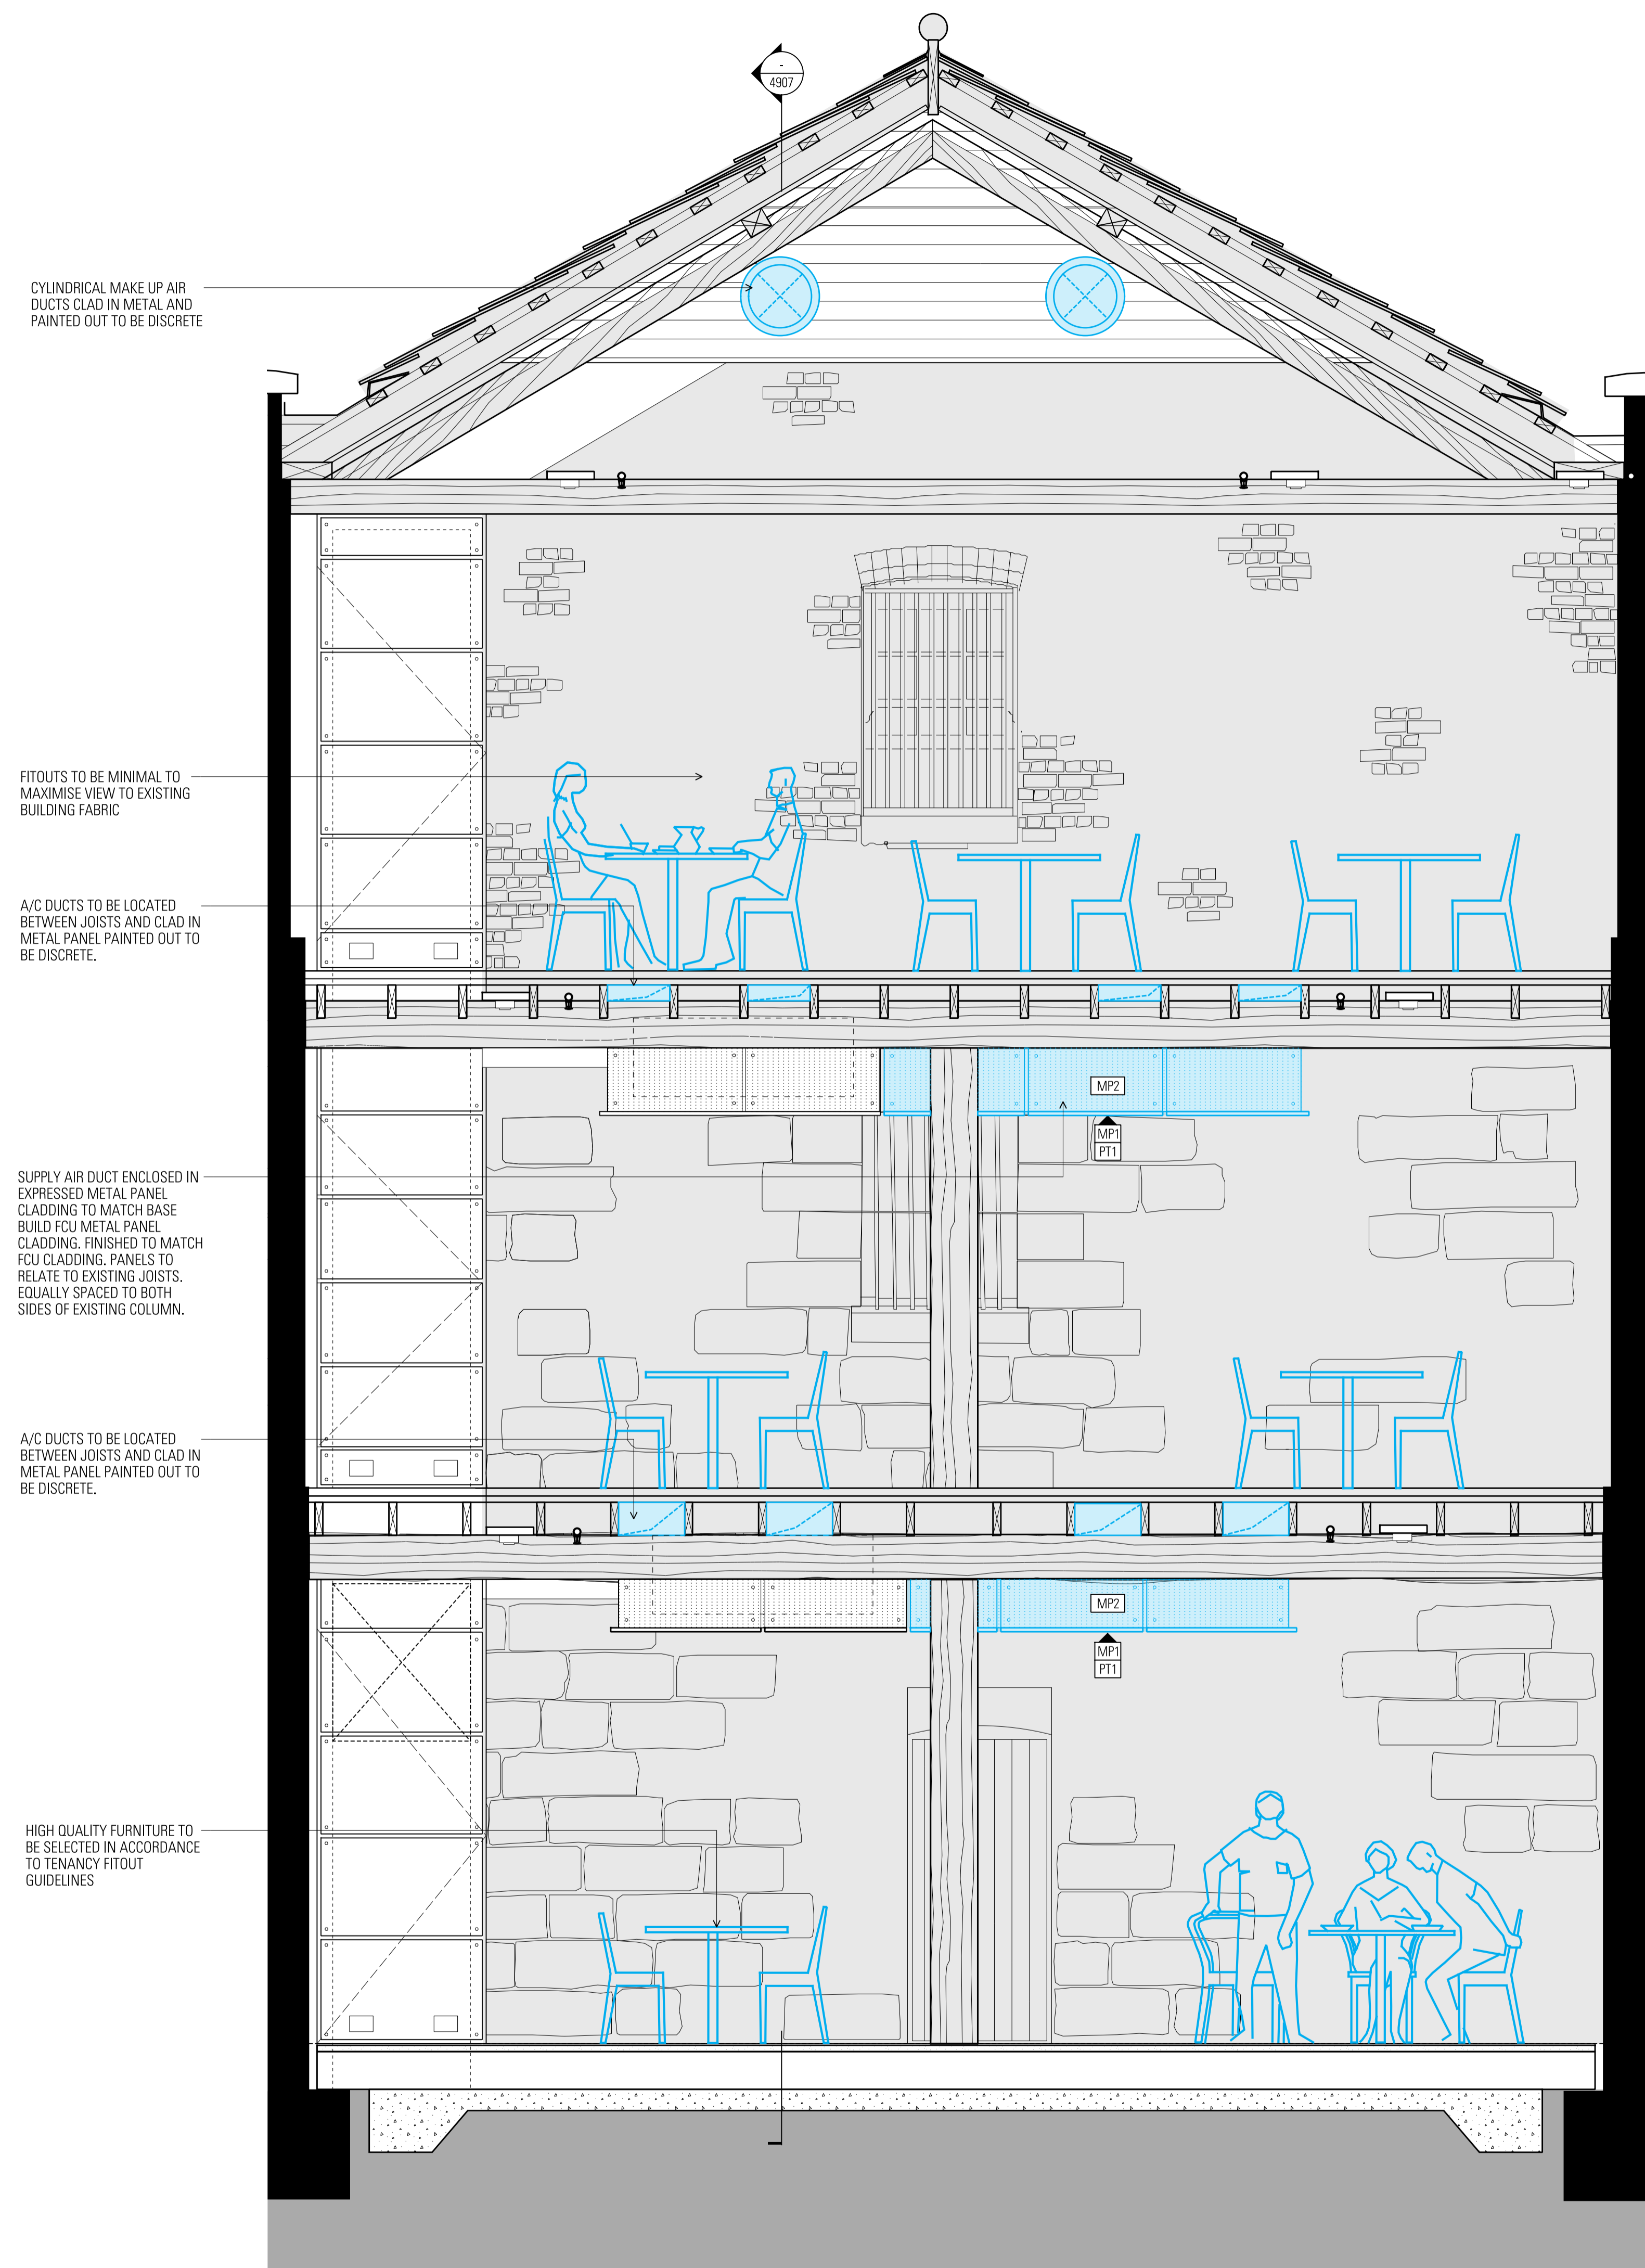 -
4907
CYLINDRICAL MAKE UP AIR
DUCTS CLAD IN METAL AND
PAINTED OUT TO BE DISCRETE
FITOUTS TO BE MINIMAL TO
MAXIMISE VIEW TO EXISTING
BUILDING FABRIC
A/C DUCTS TO BE LOCATED
BETWEEN JOISTS AND CLAD IN
METAL PANEL PAINTED OUT TO
BE DISCRETE.
MP2
MP1
PT1
SUPPLY AIR DUCT ENCLOSED IN
EXPRESSED METAL PANEL
CLADDING TO MATCH BASE
BUILD FCU METAL PANEL
CLADDING. FINISHED TO MATCH
FCU CLADDING. PANELS TO
RELATE TO EXISTING JOISTS.
EQUALLY SPACED TO BOTH
SIDES OF EXISTING COLUMN.
A/C DUCTS TO BE LOCATED
BETWEEN JOISTS AND CLAD IN
METAL PANEL PAINTED OUT TO
BE DISCRETE.
MP2
MP1
PT1
HIGH QUALITY FURNITURE TO
BE SELECTED IN ACCORDANCE
TO TENANCY FITOUT
GUIDELINES